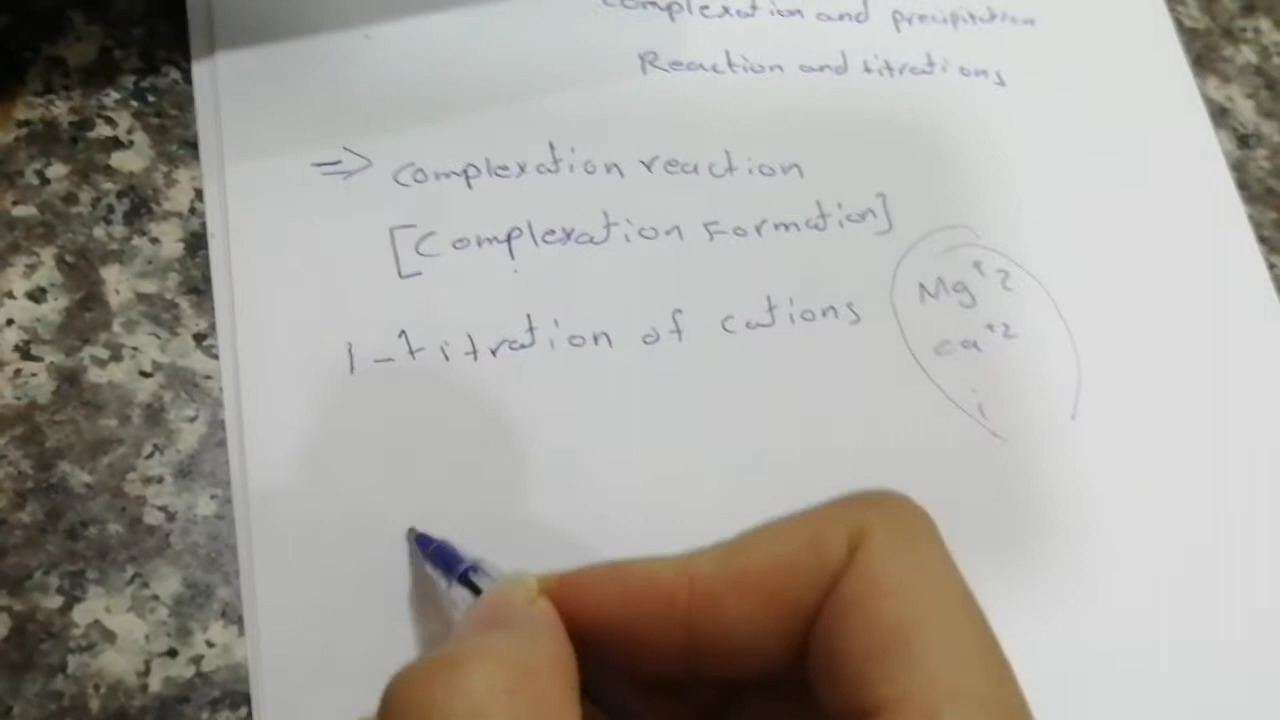 Complexation and precipitation
Reaction and titrations
=> complexation reaction
[Complexation Formation]
1-titration of cations
Mg+2
ca+2
i